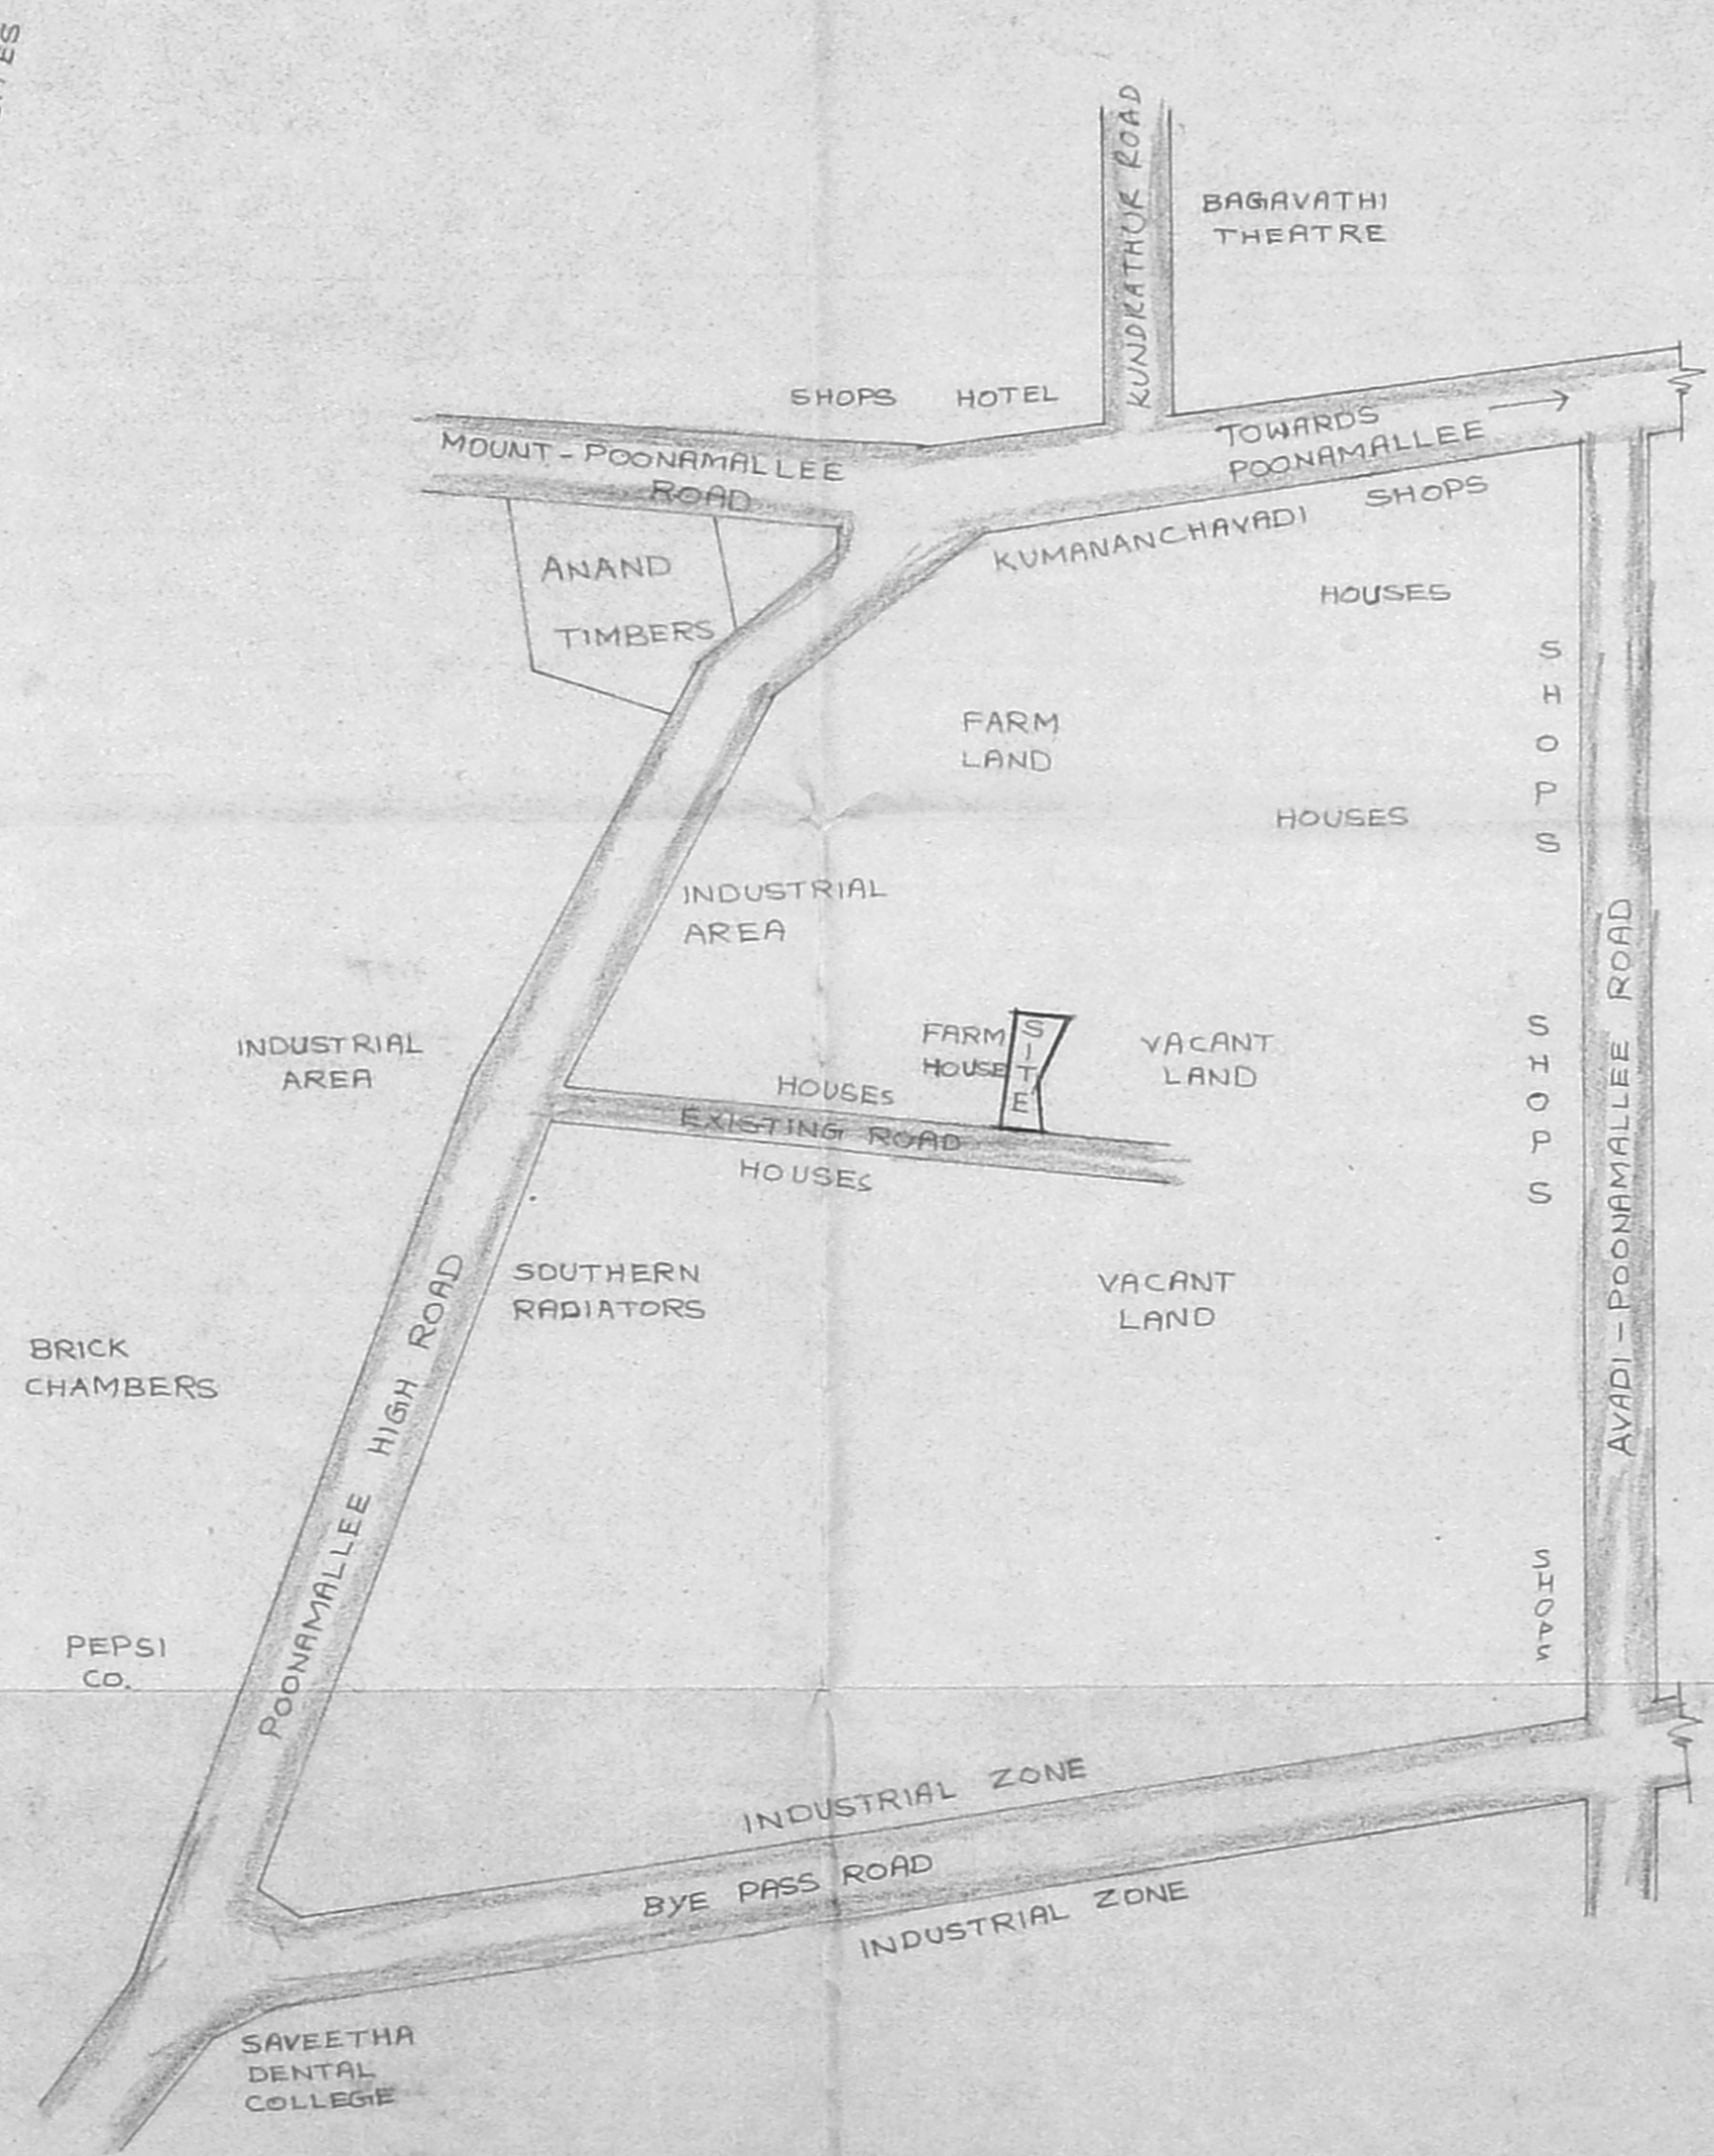 KUNDRATHUR ROAD
BAGAVATHI
THEATRE
SHOPS HOTEL
MOUNT-POONAMALLEE
ROAD
TOWARDS
POONAMALLEE
SHOPS
KUMANANCHAVADI
ANAND
TIMBERS
HOUSES
SHOPS
FARM
LAND
HOUSES
INDUSTRIAL
AREA
INDUSTRIAL
AREA
FARM
HOUSE
SITE
VACANT
LAND
SHOPS
AVADI-POONAMALLEE ROAD
HOUSES
EXISTING ROAD
HOUSES
SOUTHERN
RADIATORS
VACANT
LAND
BRICK
CHAMBERS
POONAMALLEE HIGH ROAD
PEPSI
CO.
SHOPS
INDUSTRIAL ZONE
BYE PASS ROAD
INDUSTRIAL ZONE
SAVEETHA
DENTAL
COLLEGE